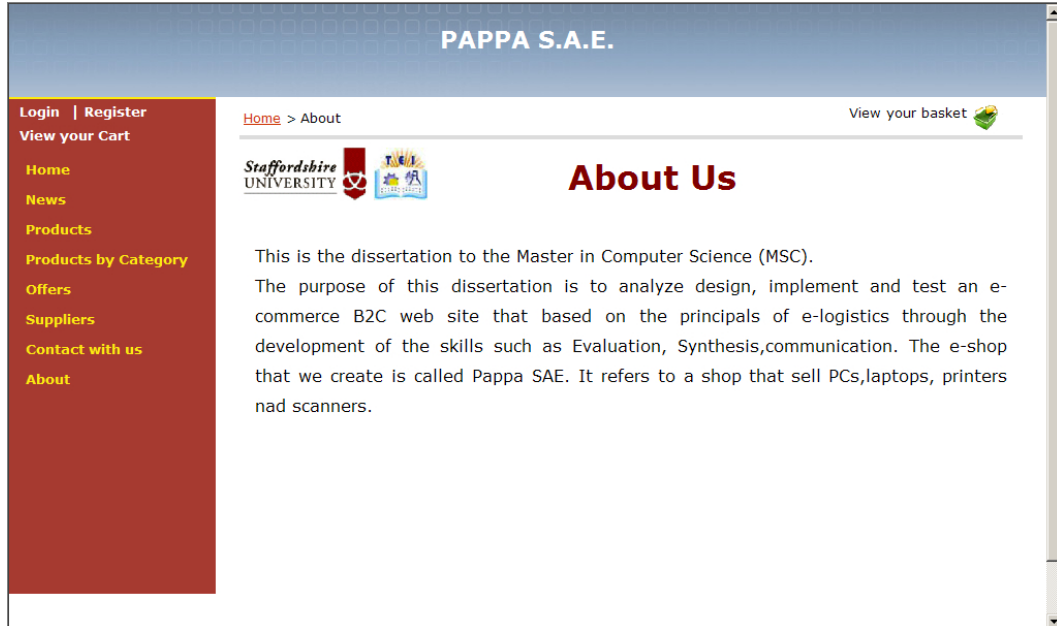 PAPPA S.A.E.
Login | Register
View your Cart
Home
News
Products
Products by Category
Offers
Suppliers
Contact with us
About
Home > About
View your basket
Staffordshire
UNIVERSITY
T.E.I.
About Us
This is the dissertation to the Master in Computer Science (MSC).
The purpose of this dissertation is to analyze design, implement and test an e-
commerce B2C web site that based on the principals of e-logistics through the
development of the skills such as Evaluation, Synthesis,communication. The e-shop
that we create is called Pappa SAE. It refers to a shop that sell PCs,laptops, printers
nad scanners.